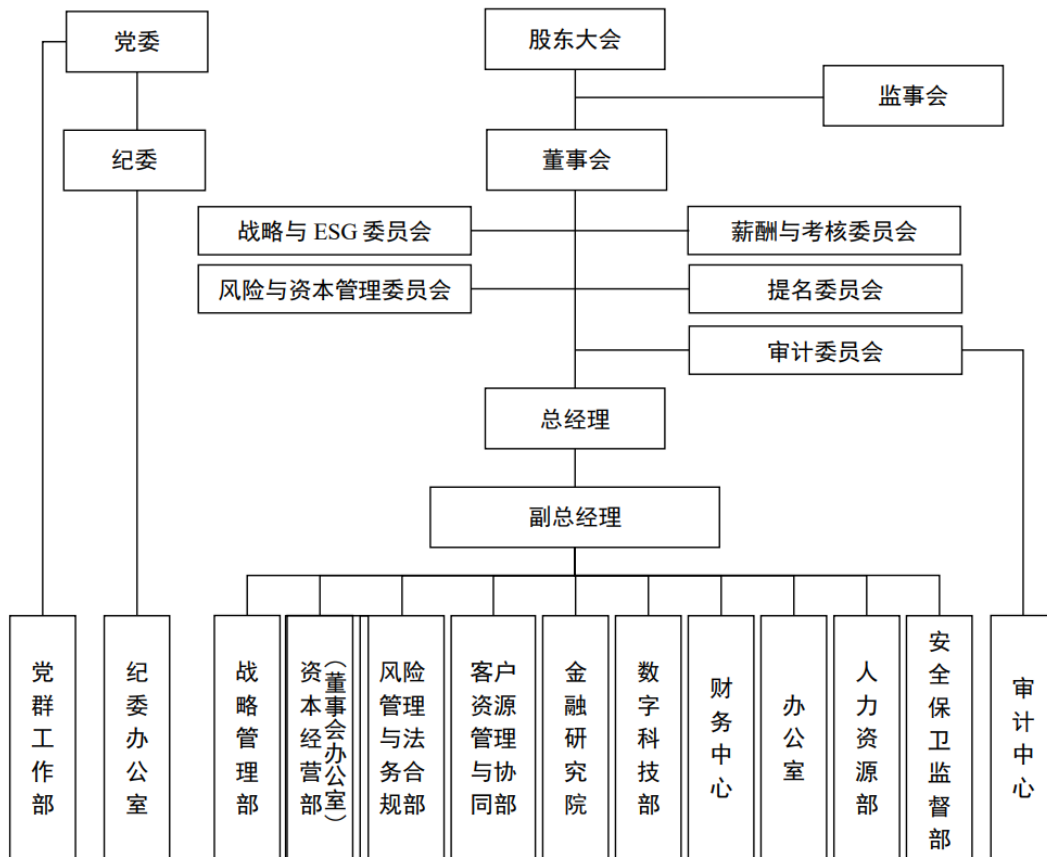 党委
股东大会
监事会
纪委
董事会
战略与 ESG 委员会
薪酬与考核委员会
风险与资本管理委员会
提名委员会
审计委员会
总经理
副总经理
党群工作部
纪委办公室
战略管理部
资本经营部
（董事会办公室）
风险管理与法务合规部
客户资源管理与协同部
金融研究院
数字科技部
财务中心
办公室
人力资源部
安全保卫监督部
审计中心